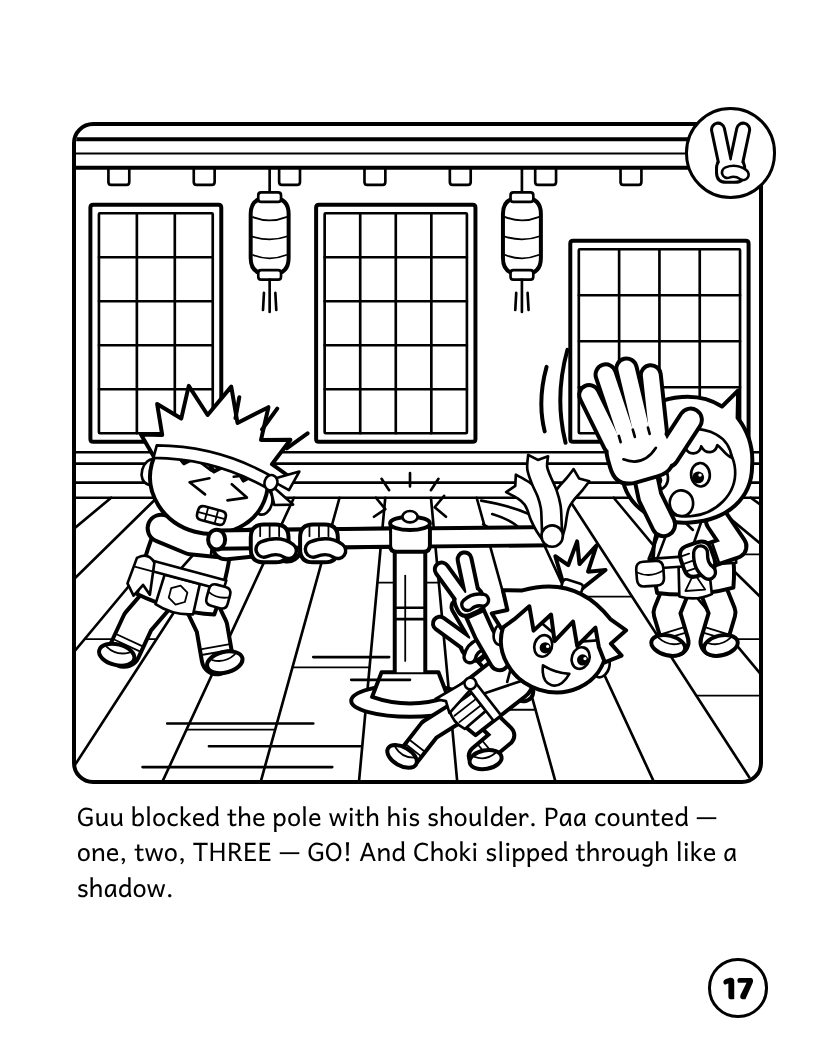 Guu blocked the pole with his shoulder. Paa counted —
one, two, THREE — GO! And Choki slipped through like a
shadow.
17